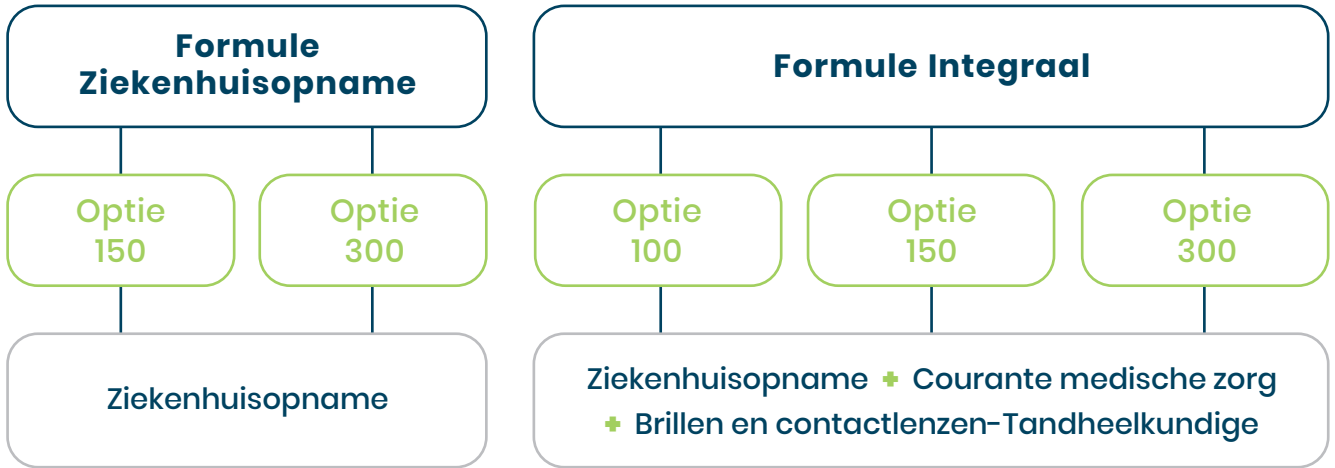 Formule
Ziekenhuisopname
Formule Integraal
Optie
150
Optie
300
Optie
100
Optie
150
Optie
300
Ziekenhuisopname
Ziekenhuisopname + Courante medische zorg
+ Brillen en contactlenzen-Tandheelkundige